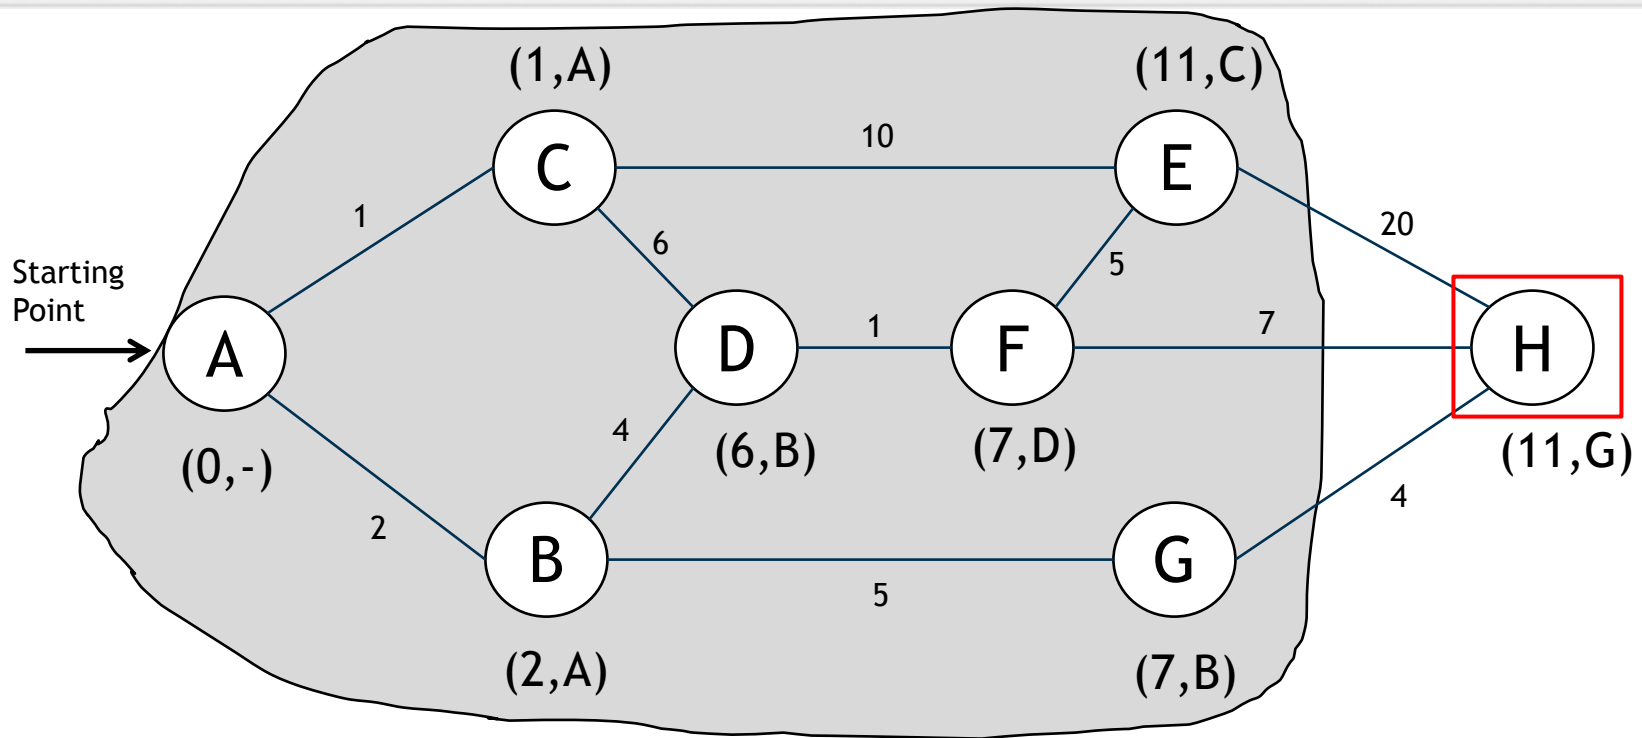 (1,A)
(11,C)
C
10
E
1
6
20
5
Starting
Point
A
D
1
F
7
H
(0,-)
4
(6,B)
(7,D)
(11,G)
2
4
B
5
G
(2,A)
(7,B)